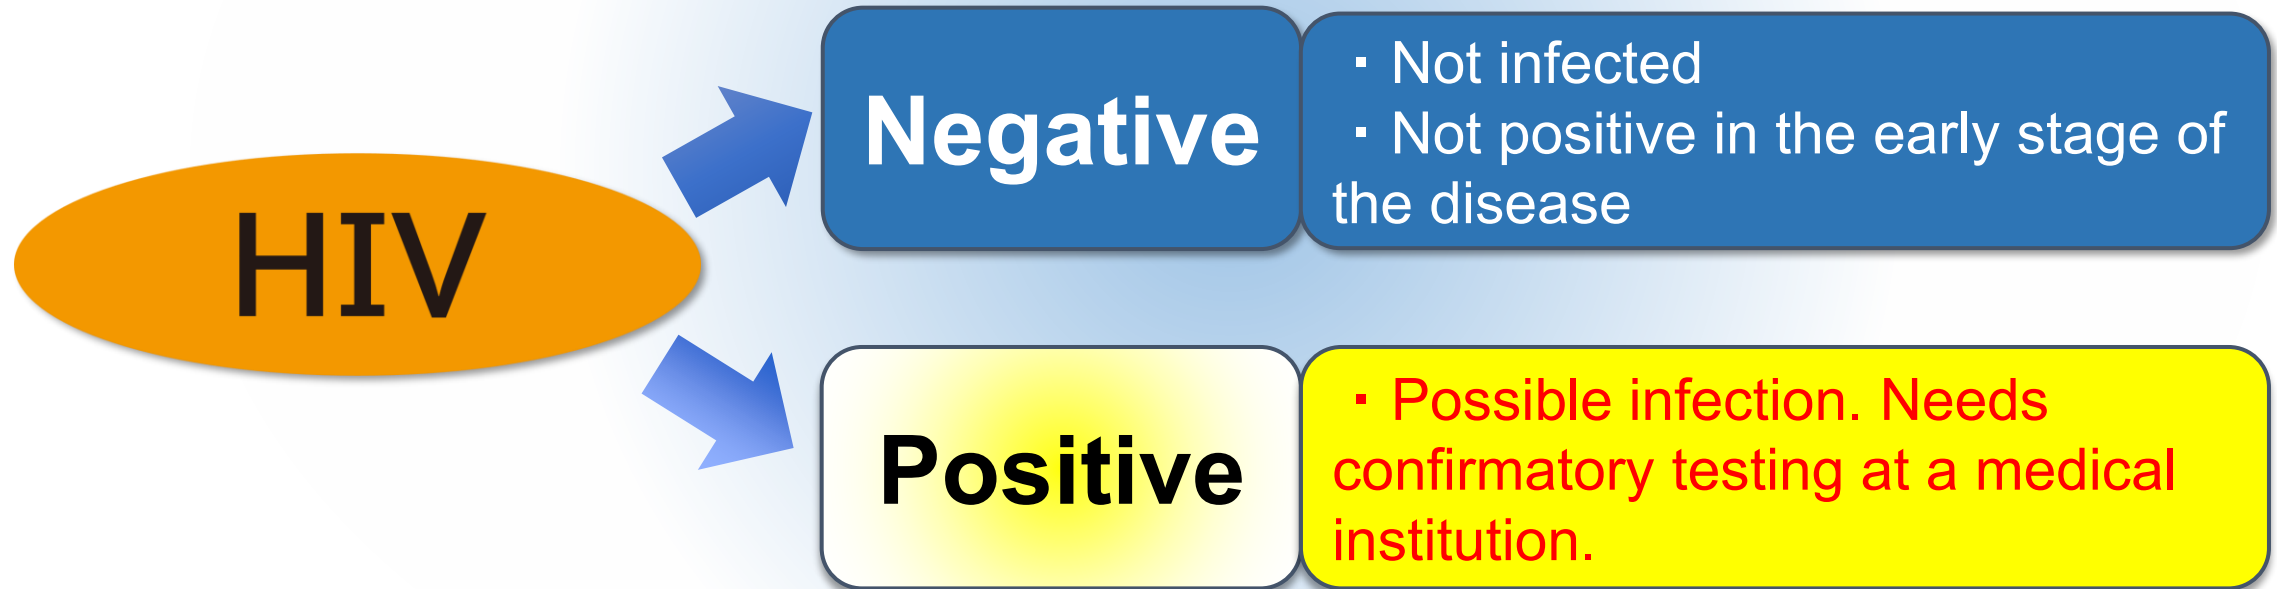 HIV
Negative
・Not infected
・Not positive in the early stage of
the disease
Positive
・Possible infection. Needs
confirmatory testing at a medical
institution.